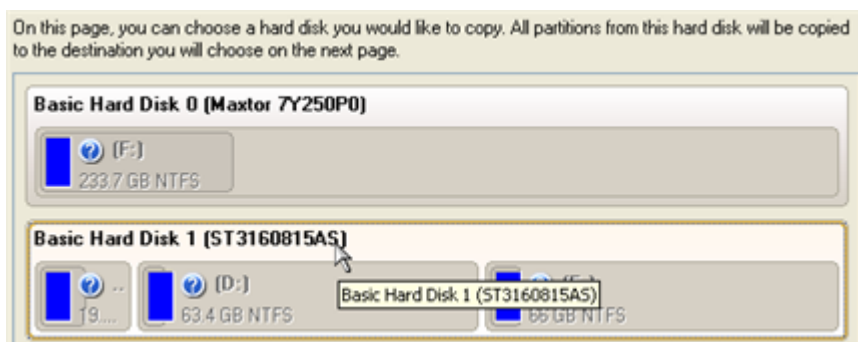 On this page, you can choose a hard disk you would like to copy. All partitions from this hard disk will be copied
to the destination you will choose on the next page.
Basic Hard Disk 0 (Maxtor 7Y250P0)
(F:)
233.7 GB NTFS
Basic Hard Disk 1 (ST3160815AS)
..
(D:)
19....
63.4 GB NTFS
Basic Hard Disk 1 (ST3160815AS)
66 GB NTFS